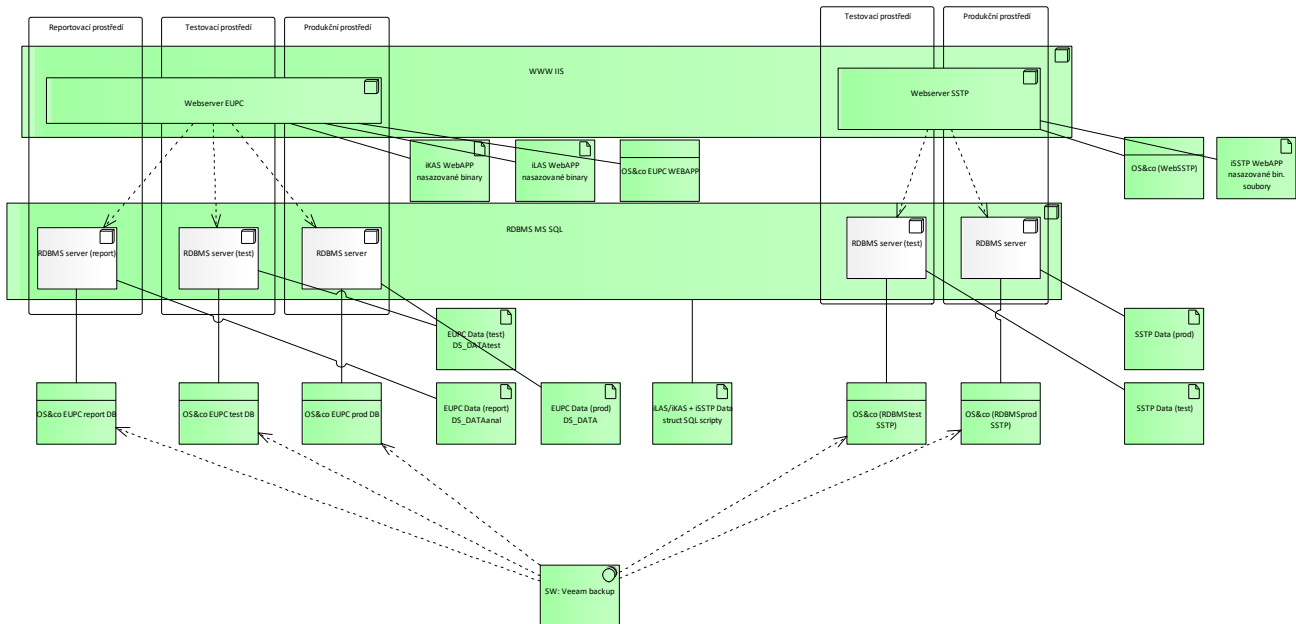 Reportovací prostředí
Testovací prostředí
Produkční prostředí
Testovací prostředí
Produkční prostředí
WWW IIS
Webserver EUPC
Webserver SSTP
iKAS WebAPP
nasazované binary
iLAS WebAPP
nasazované binary
OS&co EUPC WEBAPP
OS&co (WebSSTP)
iSSTP WebAPP
nasazované bin.
soubory
RDBMS MS SQL
RDBMS server (report)
RDBMS server (test)
RDBMS server
RDBMS server (test)
RDBMS server
EUPC Data (test)
DS_DATAtest
SSTP Data (prod)
OS&co EUPC report DB
OS&co EUPC test DB
OS&co EUPC prod DB
EUPC Data (report)
DS_DATAanal
EUPC Data (prod)
DS_DATA
iLAS/iKAS + iSSTP Data
struct SQL scripty
OS&co (RDBMStest
SSTP)
OS&co (RDBMSprod
SSTP)
SSTP Data (test)
SW: Veeam backup